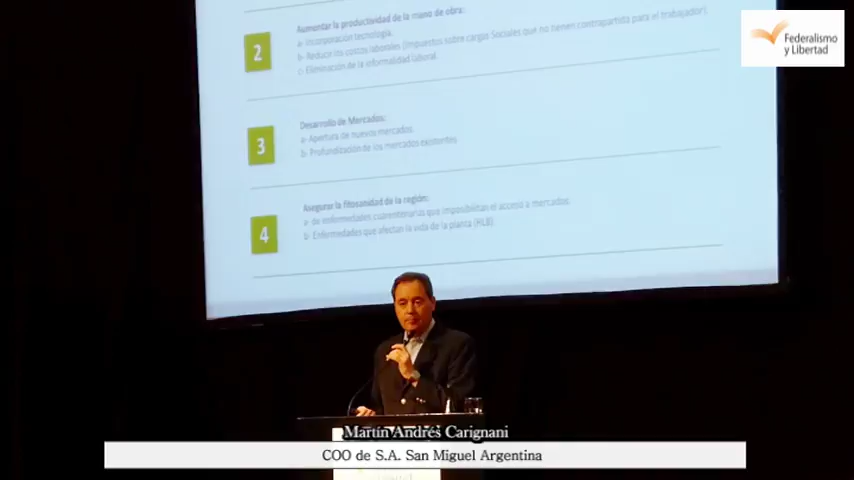 2
Aumentar la productividad de la mano de obra:
a- Incorporación tecnología.
b- Reducir los costos laborales (Impuestos sobre cargas Sociales que no tienen contrapartida para el trabajador).
c- Eliminación de la informalidad laboral.
3
Desarrollo de Mercados:
a- Apertura de nuevos mercados
b- Profundización de los mercados existentes
4
Asegurar la fitosanidad de la región:
a- de enfermedades cuarentenarias que imposibilitan el acceso a mercados.
b- Enfermedades que afectan la vida de la planta (HLB)
Federalismo
y Libertad
Martín Andrés Carignani
COO de S.A. San Miguel Argentina